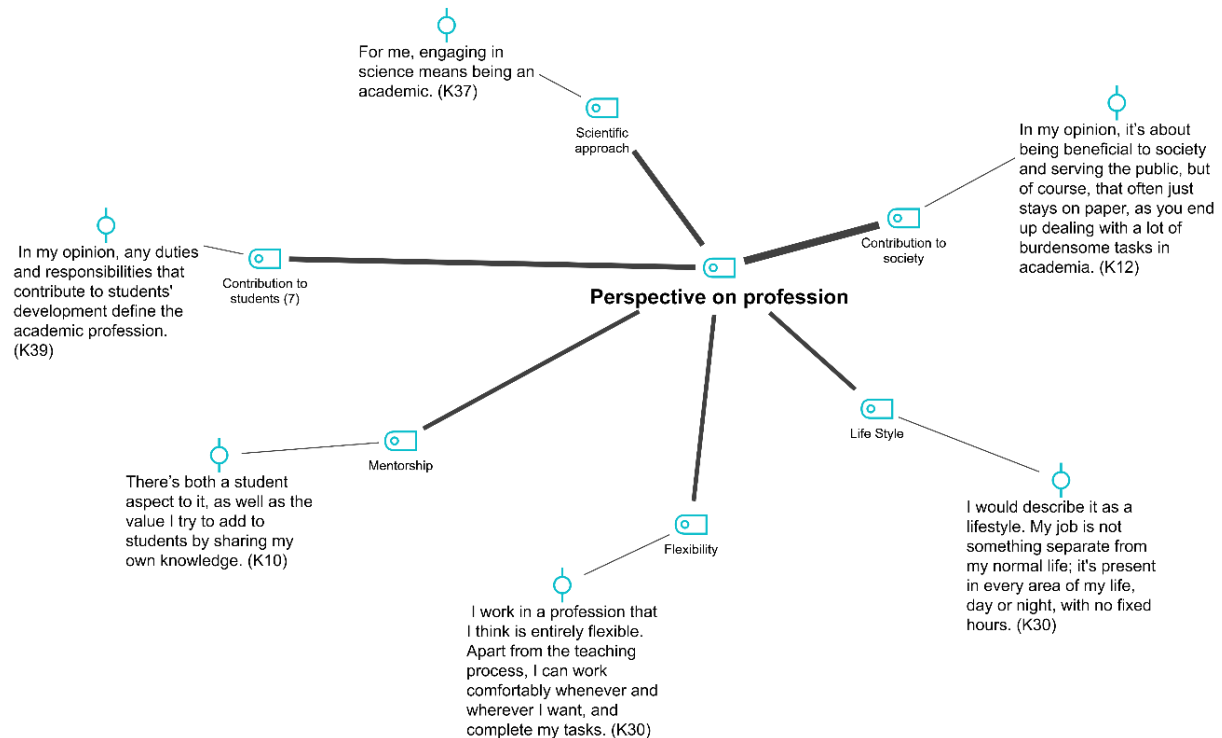 For me, engaging in
science means being an
academic. (K37)
Scientific
approach
In my opinion, it's about
being beneficial to society
and serving the public, but
of course, that often just
stays on paper, as you end
up dealing with a lot of
burdensome tasks in
academia. (K12)
Contribution to
society
In my opinion, any duties
and responsibilities that
contribute to students'
development define the
academic profession.
(K39)
Contribution to
students (7)
Perspective on profession
Life Style
Mentorship
There's both a student
aspect to it, as well as the
value I try to add to
students by sharing my
own knowledge. (K10)
Flexibility
I would describe it as a
lifestyle. My job is not
something separate from
my normal life; it's present
in every area of my life,
day or night, with no fixed
hours. (K30)
I work in a profession that
I think is entirely flexible.
Apart from the teaching
process, I can work
comfortably whenever and
wherever I want, and
complete my tasks. (K30)